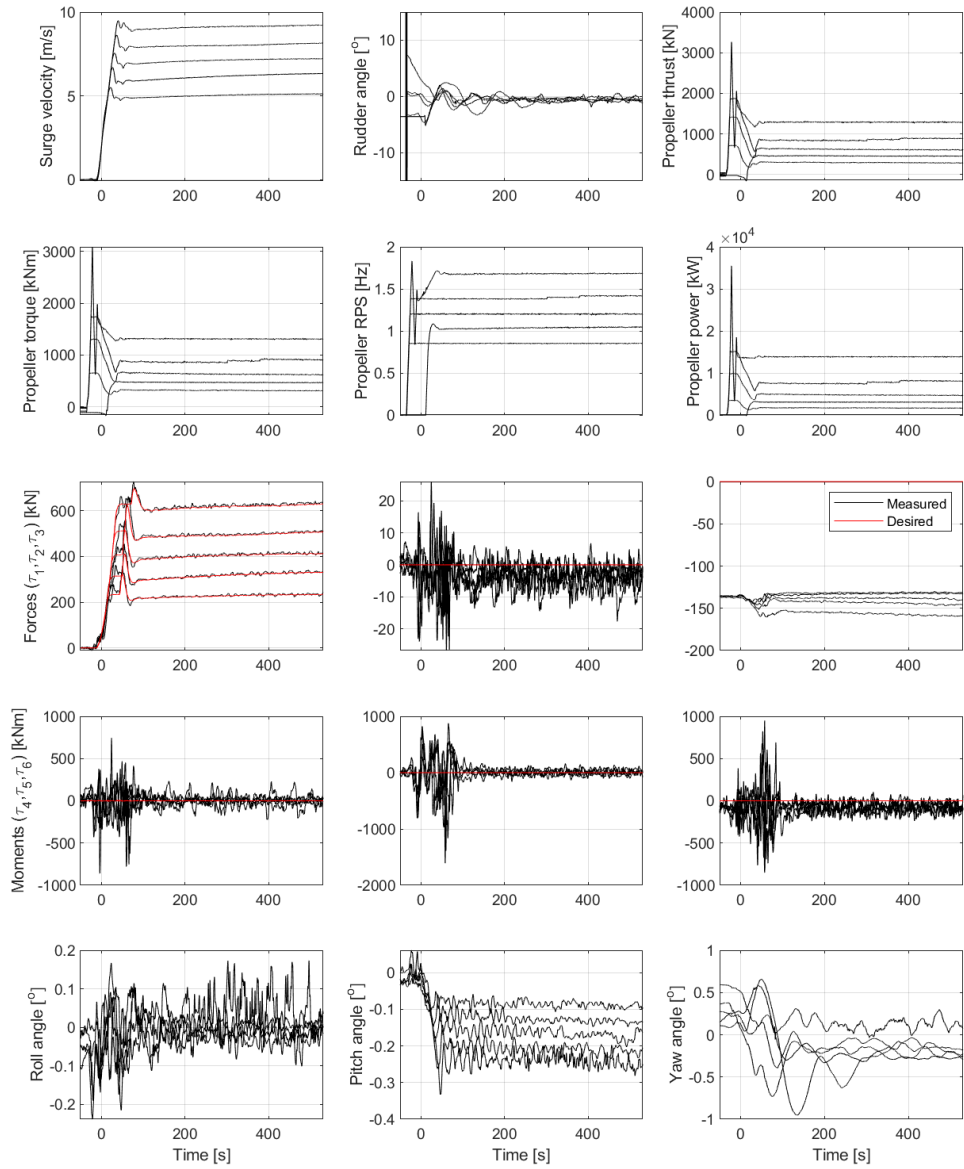 10
5
0
Surge velocity [m/s]
0 200 400
10
0
-10
Rudder angle [°]
0 200 400
4000
3000
2000
1000
0
Propeller thrust [kN]
0 200 400
3000
2000
1000
0
Propeller torque [kNm]
0 200 400
2
1.5
1
0.5
0
Propeller RPS [Hz]
0 200 400
× 10⁴
4
3
2
1
0
Propeller power [kW]
0 200 400
600
400
200
0
Forces (τ₁,τ₂,τ₃) [kN]
0 200 400
20
10
0
-10
-20
0 200 400
0
-50
-100
-150
-200
Measured
Desired
0 200 400
1000
500
0
-500
-1000
Moments (τ₄,τ₅,τ₆) [kNm]
0 200 400
1000
0
-1000
-2000
0 200 400
1000
500
0
-500
-1000
0 200 400
0.2
0.1
0
-0.1
-0.2
Roll angle [°]
0 200 400
Time [s]
0
-0.1
-0.2
-0.3
-0.4
Pitch angle [°]
0 200 400
Time [s]
1
0.5
0
-0.5
-1
Yaw angle [°]
0 200 400
Time [s]